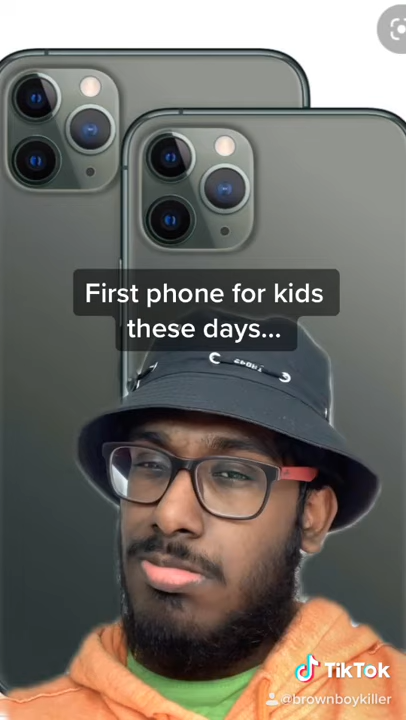 First phone for kids
these days...
TikTok
@brownboykiller